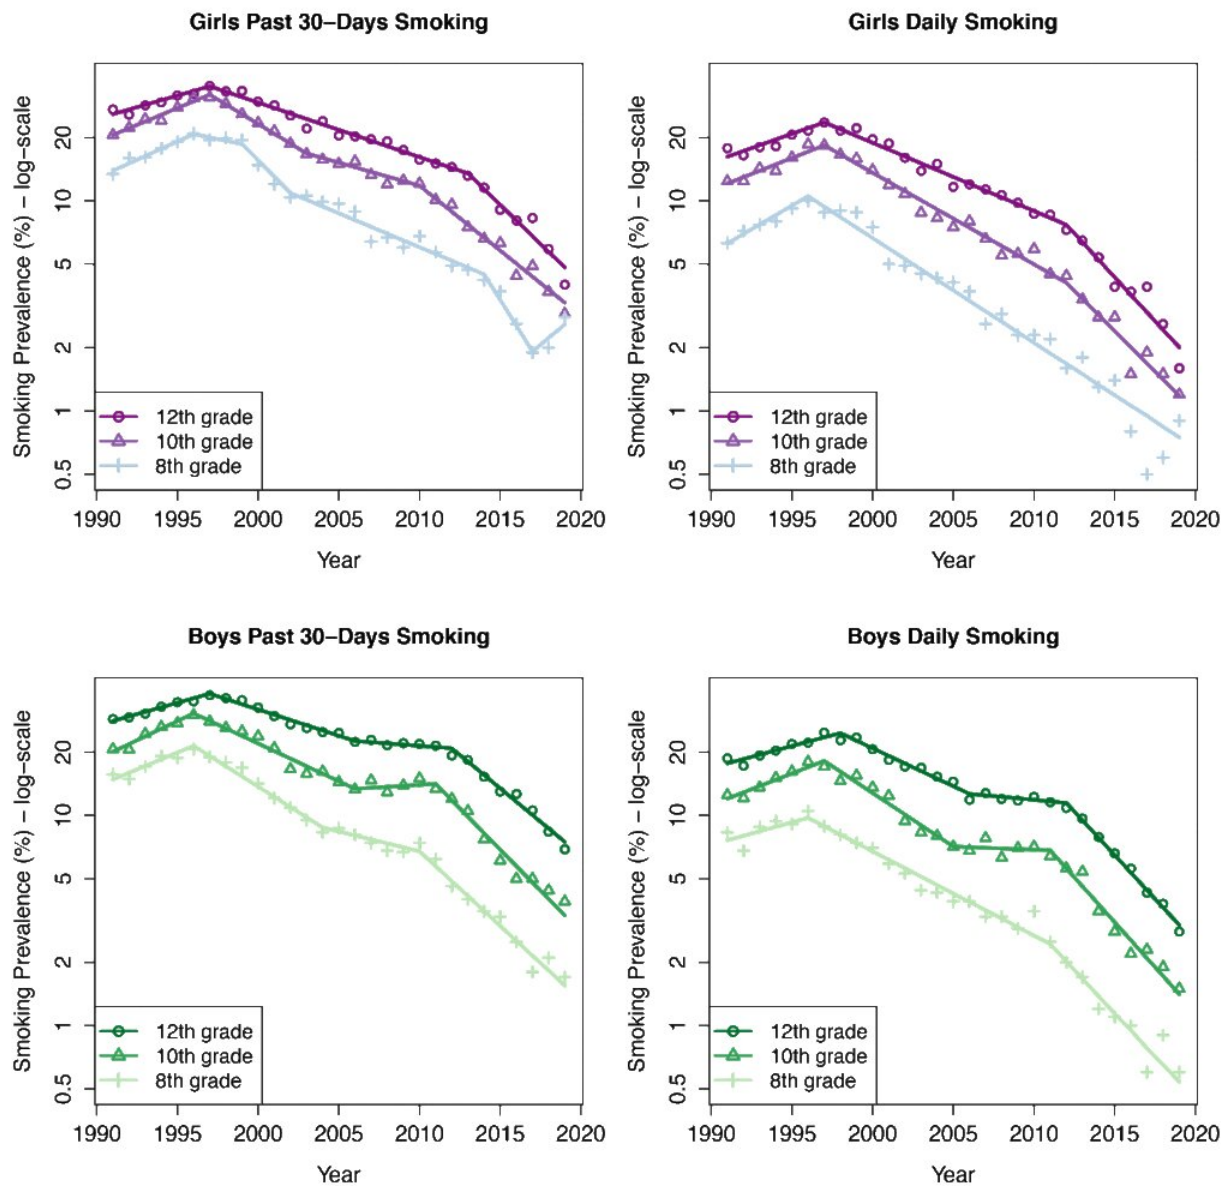 Girls Past 30–Days Smoking
Smoking Prevalence (%) – log–scale
20
10
5
2
1
0.5
12th grade
10th grade
8th grade
1990 1995 2000 2005 2010 2015 2020
Year
Girls Daily Smoking
Smoking Prevalence (%) – log–scale
20
10
5
2
1
0.5
12th grade
10th grade
8th grade
1990 1995 2000 2005 2010 2015 2020
Year
Boys Past 30–Days Smoking
Smoking Prevalence (%) – log–scale
20
10
5
2
1
0.5
12th grade
10th grade
8th grade
1990 1995 2000 2005 2010 2015 2020
Year
Boys Daily Smoking
Smoking Prevalence (%) – log–scale
20
10
5
2
1
0.5
12th grade
10th grade
8th grade
1990 1995 2000 2005 2010 2015 2020
Year